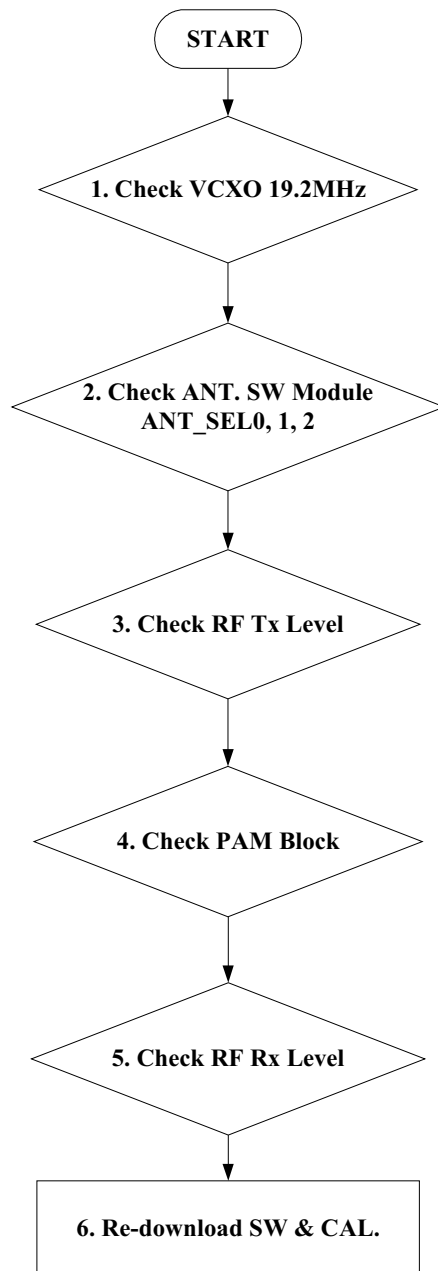 START
1. Check VCXO 19.2MHz
2. Check ANT. SW Module
ANT_SEL0, 1, 2
3. Check RF Tx Level
4. Check PAM Block
5. Check RF Rx Level
6. Re-download SW & CAL.